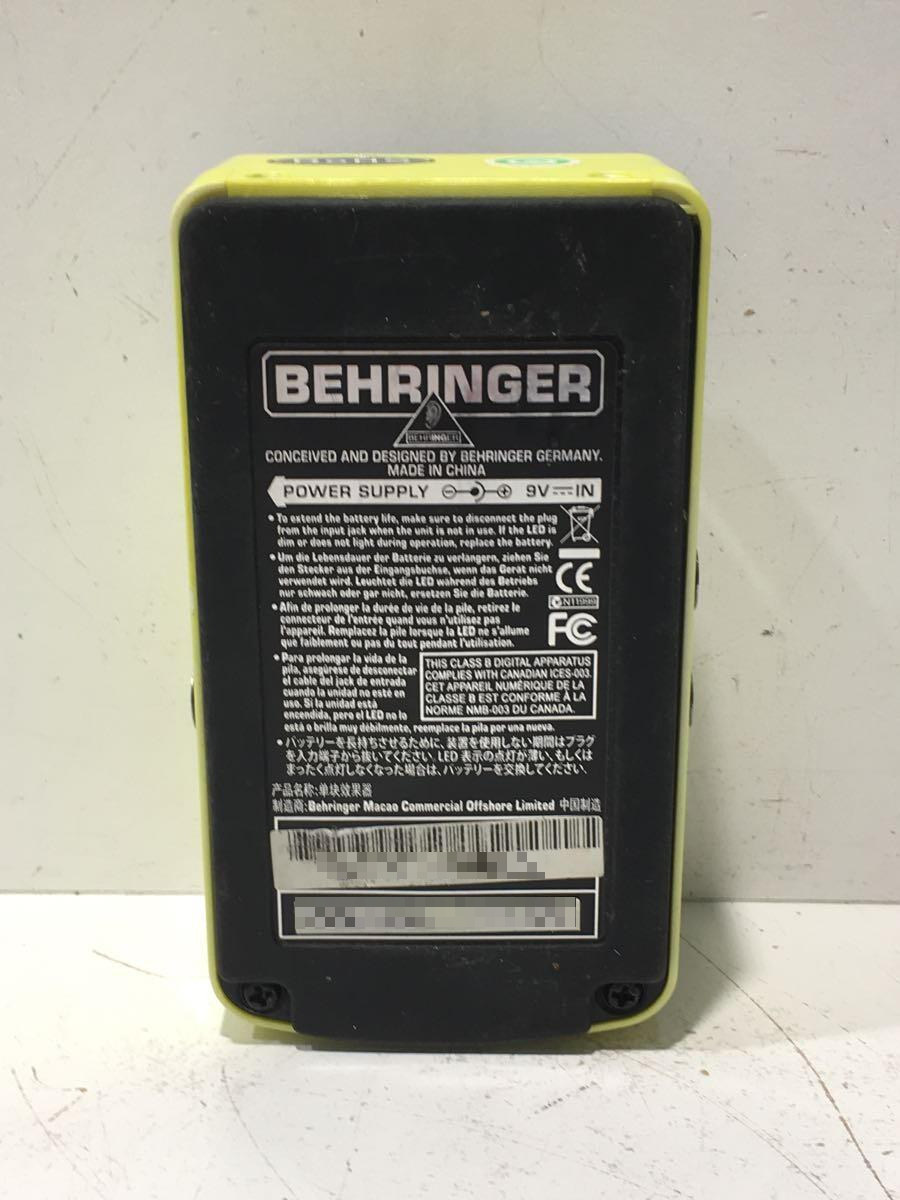 RoHS
BEHRINGER
BEHRINGER
CONCEIVED AND DESIGNED BY BEHRINGER GERMANY.
MADE IN CHINA
POWER SUPPLY 9V IN
• To extend the battery life, make sure to disconnect the plug
from the input jack when the unit is not in use. If the LED is
dim or does not light during operation, replace the battery.
• Um die Lebensdauer der Batterie zu verlangern, ziehen Sie
den Stecker aus der Eingangsbuchse, wenn das Gerät nicht
verwendet wird. Leuchtet die LED während des Betriebs
nur schwach oder gar nicht, ersetzen Sie die Batterie.
CE
N11999
FC
• Afin de prolonger la durée de vie de la pile, retirez le
connecteur de l'entrée quand vous n'utilisez pas
l'appareil. Remplacez la pile lorsque la LED ne s'allume
que faiblement ou pas du tout pendant l'utilisation.
• Para prolongar la vida de la
pila, asegúrese de desconectar
el cable del jack de entrada
cuando la unidad no esté en
uso. Si la unidad está
encendida, pero el LED no lo
está o brilla muy débilmente, reemplace la pila por una nueva.
THIS CLASS B DIGITAL APPARATUS
COMPLIES WITH CANADIAN ICES-003.
CET APPAREIL NUMÉRIQUE DE LA
CLASSE B EST CONFORME À LA
NORME NMB-003 DU CANADA.
• バッテリーを長持ちさせるために、装置を使用しない期間はプラグ
を入力端子から抜いてください。LED 表示の点灯が薄い、もしくは
まったく点灯しなくなった場合は、バッテリーを交換してください。
产品名称:单块效果器
制造商:Behringer Macao Commercial Offshore Limited 中国制造